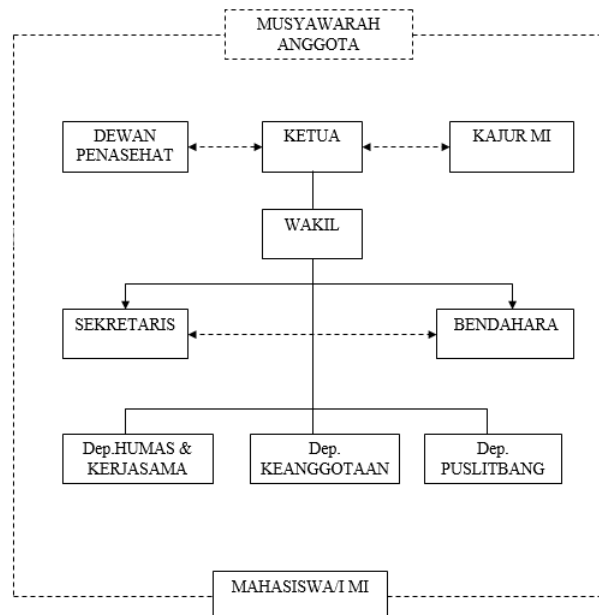 MUSYAWARAH
ANGGOTA
DEWAN
PENASEHAT
KETUA
KAJUR MI
WAKIL
SEKRETARIS
BENDAHARA
Dep.HUMAS &
KERJASAMA
Dep.
KEANGGOTAAN
Dep.
PUSLITBANG
MAHASISWA/I MI